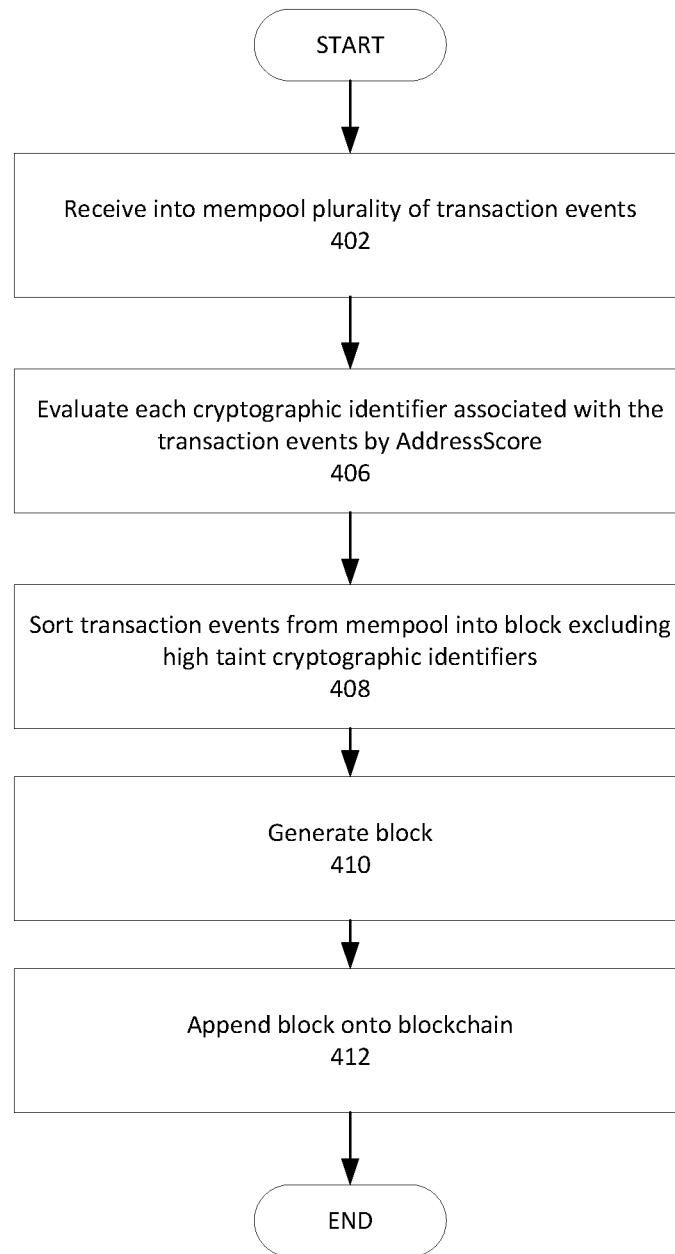 START
Receive into mempool plurality of transaction events
402
Evaluate each cryptographic identifier associated with the
transaction events by AddressScore
406
Sort transaction events from mempool into block excluding
high taint cryptographic identifiers
408
Generate block
410
Append block onto blockchain
412
END